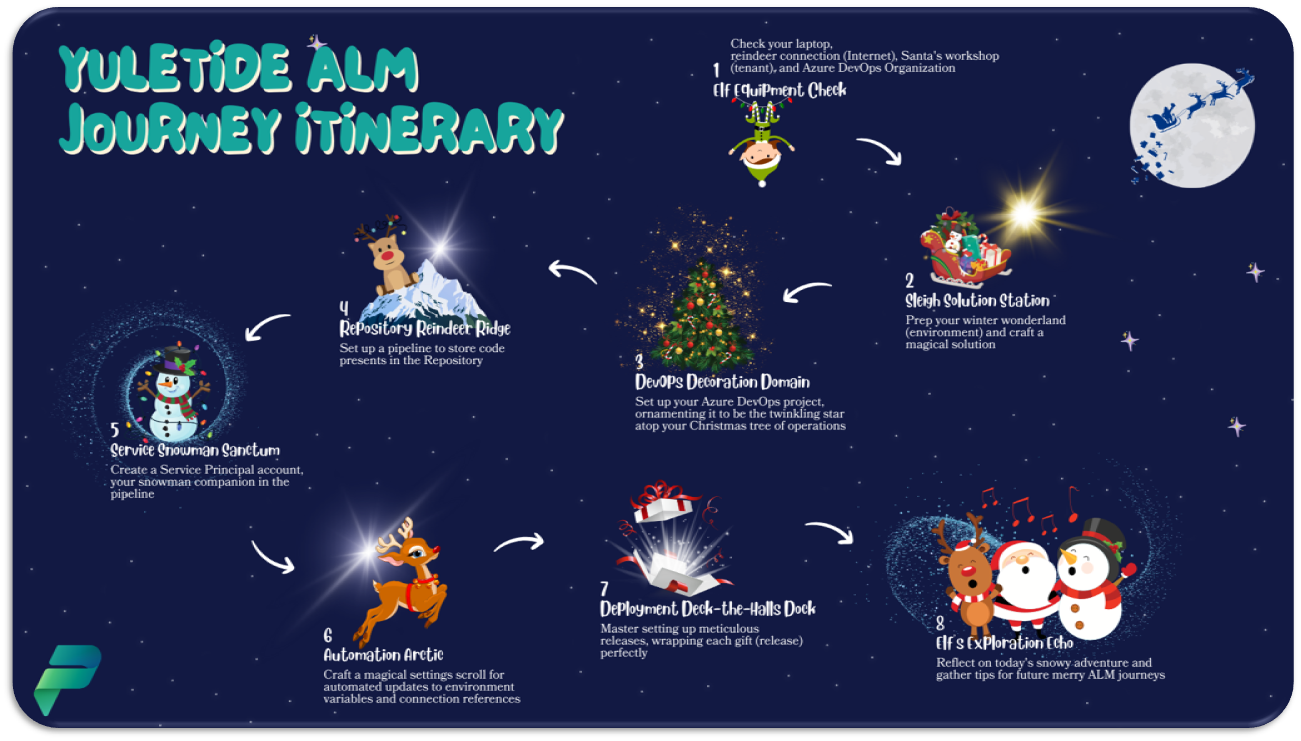 YULETIDE ALM
JOURNEY ITINERARY
Check your laptop,
reindeer connection (Internet), Santa's workshop
(tenant), and Azure DevOps Organization
1
Elf Equipment Check
2
Sleigh Solution Station
Prep your winter wonderland
(environment) and craft a
magical solution
3
DevOps Decoration Domain
Set up your Azure DevOps project,
ornamenting it to be the twinkling star
atop your Christmas tree of operations
4
Repository Reindeer Ridge
Set up a pipeline to store code
presents in the Repository
5
Service Snowman Sanctum
Create a Service Principal account,
your snowman companion in the
pipeline
6
Automation Arctic
Craft a magical settings scroll for
automated updates to environment
variables and connection references
7
Deployment Deck-the-Halls Dock
Master setting up meticulous
releases, wrapping each gift (release)
perfectly
8
Elf's Exploration Echo
Reflect on today's snowy adventure and
gather tips for future merry ALM journeys